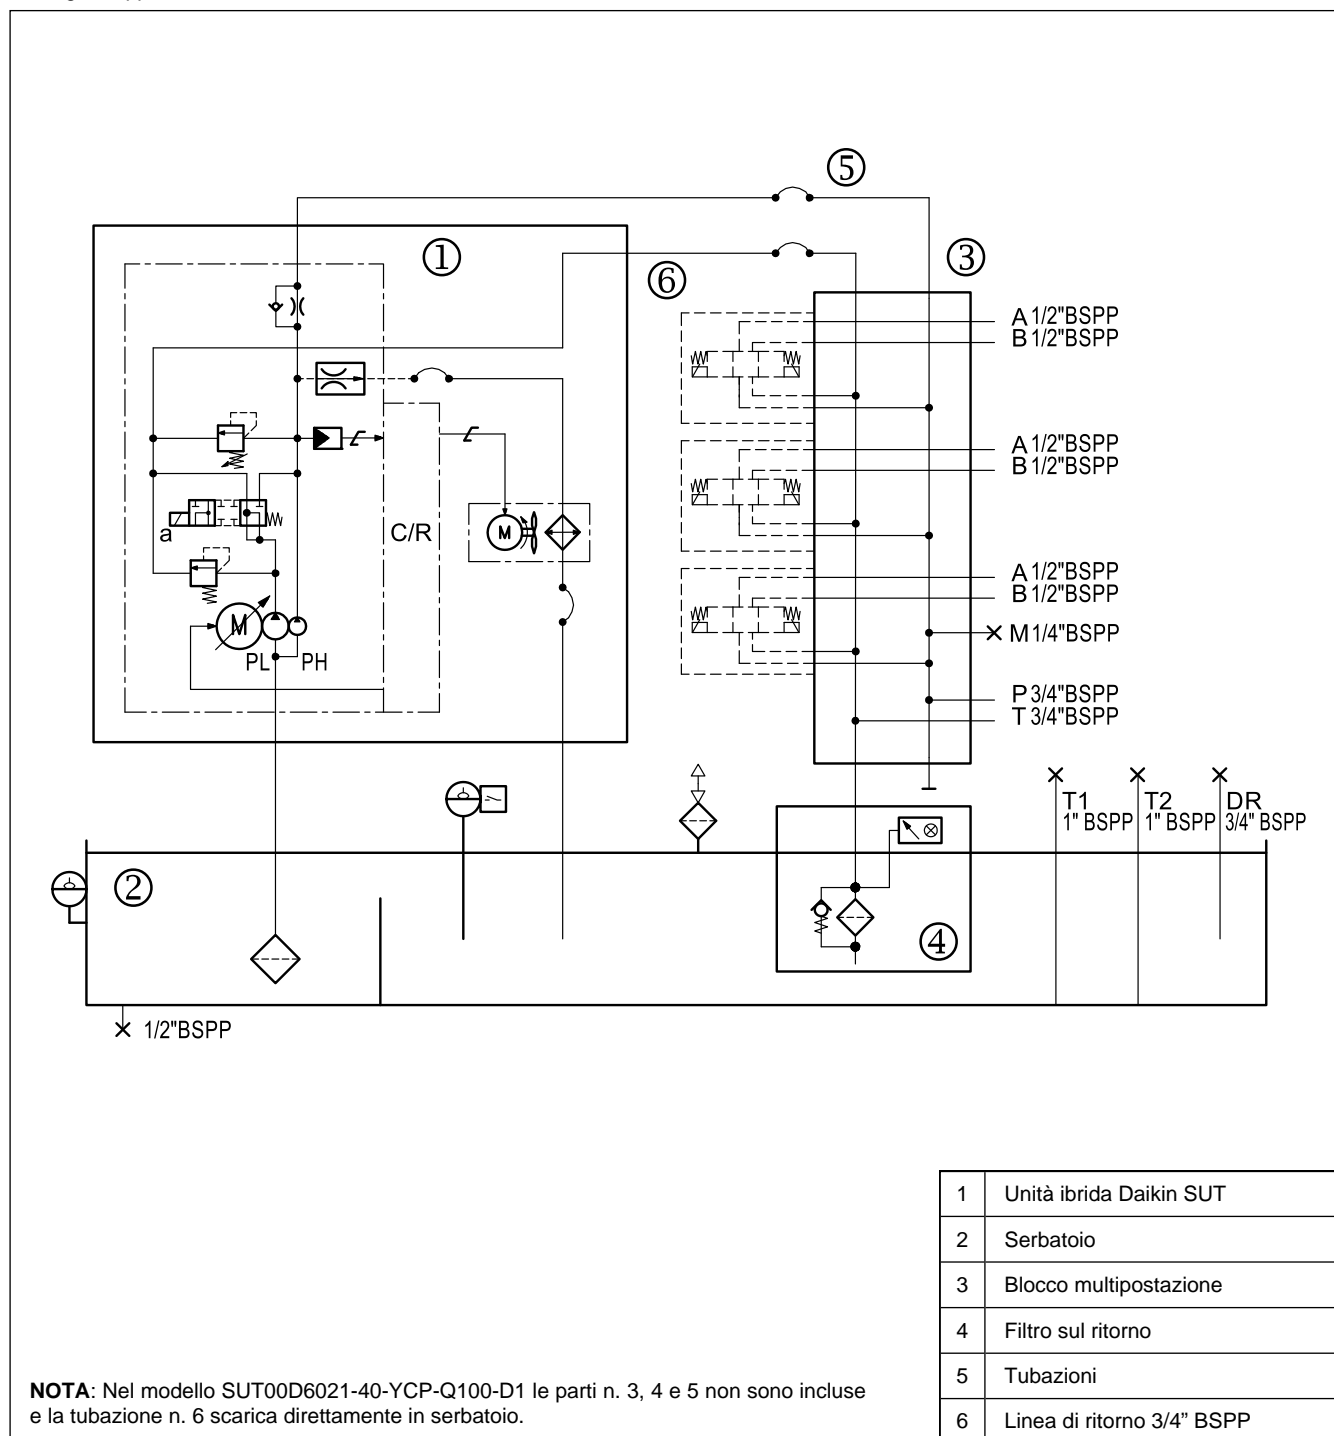 ⑤
①
⑥
③
A 1/2"BSPP
B 1/2"BSPP
A 1/2"BSPP
B 1/2"BSPP
a
C/R
M
A 1/2"BSPP
B 1/2"BSPP
M
M 1/4"BSPP
PL PH
P 3/4"BSPP
T 3/4"BSPP
T1
1" BSPP
T2
1" BSPP
DR
3/4" BSPP
②
④
1/2"BSPP
1 Unità ibrida Daikin SUT
2 Serbatoio
3 Blocco multipostazione
4 Filtro sul ritorno
5 Tubazioni
6 Linea di ritorno 3/4” BSPP
NOTA: Nel modello SUT00D6021-40-YCP-Q100-D1 le parti n. 3, 4 e 5 non sono incluse
e la tubazione n. 6 scarica direttamente in serbatoio.